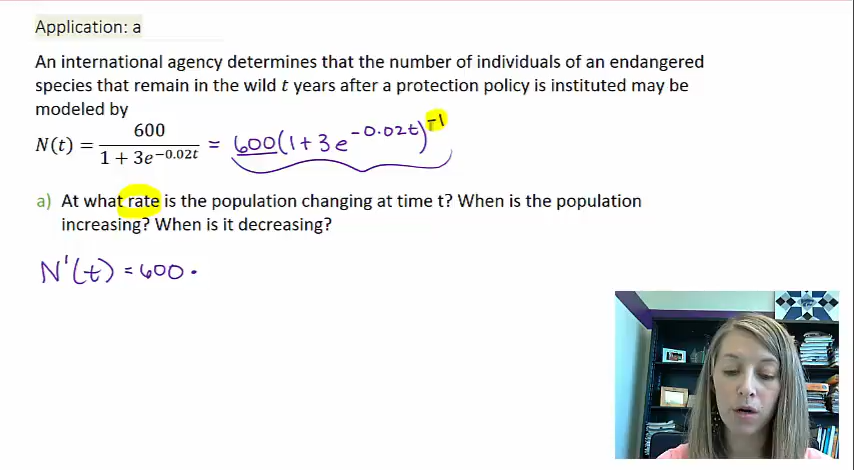 Application: a
An international agency determines that the number of individuals of an endangered
species that remain in the wild t years after a protection policy is instituted may be
modeled by
N(t) = 600 / (1 + 3e^{−0.02t}) = 600(1 + 3e^{-0.02t})^{-1}
a) At what rate is the population changing at time t? When is the population
increasing? When is it decreasing?
N'(t) = 600 ·